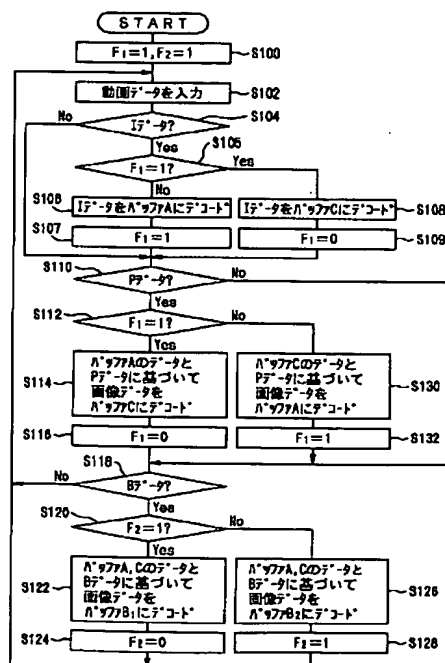 START
F₁=1,F₂=1
S100
動画データを入力
S102
No
Iデータ?
S104
Yes
S105
F₁=1?
Yes
No
S106
IデータをバッファAにデコード
IデータをバッファCにデコード
S108
S107
F₁=1
F₁=0
S109
S110
Pデータ?
No
Yes
S112
F₁=1?
No
Yes
S114
バッファAのデータと
Pデータに基づいて
画像データを
バッファCにデコード
バッファCのデータと
Pデータに基づいて
画像データを
バッファAにデコード
S130
S116
F₁=0
F₁=1
S132
S118
No
Bデータ?
Yes
S120
F₂=1?
No
Yes
S122
バッファA,Cのデータと
Bデータに基づいて
画像データを
バッファB₁にデコード
バッファA,Cのデータと
Bデータに基づいて
画像データを
バッファB₂にデコード
S126
S124
F₂=0
F₂=1
S128